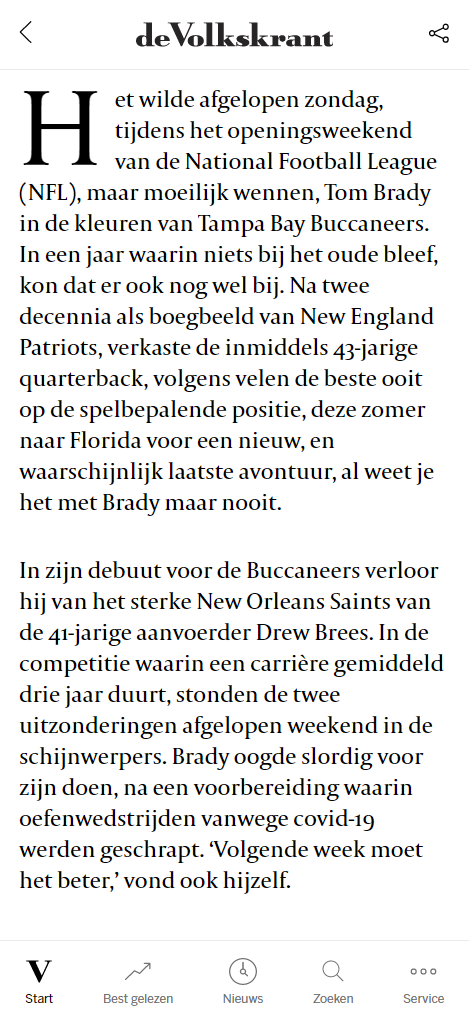 deVolkskrant
Het wilde afgelopen zondag,
tijdens het openingsweekend
van de National Football League
(NFL), maar moeilijk wennen, Tom Brady
in de kleuren van Tampa Bay Buccaneers.
In een jaar waarin niets bij het oude bleef,
kon dat er ook nog wel bij. Na twee
decennia als boegbeeld van New England
Patriots, verkaste de inmiddels 43-jarige
quarterback, volgens velen de beste ooit
op de spelbepalende positie, deze zomer
naar Florida voor een nieuw, en
waarschijnlijk laatste avontuur, al weet je
het met Brady maar nooit.
In zijn debuut voor de Buccaneers verloor
hij van het sterke New Orleans Saints van
de 41-jarige aanvoerder Drew Brees. In de
competitie waarin een carrière gemiddeld
drie jaar duurt, stonden de twee
uitzonderingen afgelopen weekend in de
schijnwerpers. Brady oogde slordig voor
zijn doen, na een voorbereiding waarin
oefenwedstrijden vanwege covid-19
werden geschrapt. ‘Volgende week moet
het beter,’ vond ook hijzelf.
V
Start
Best gelezen
Nieuws
Zoeken
Service